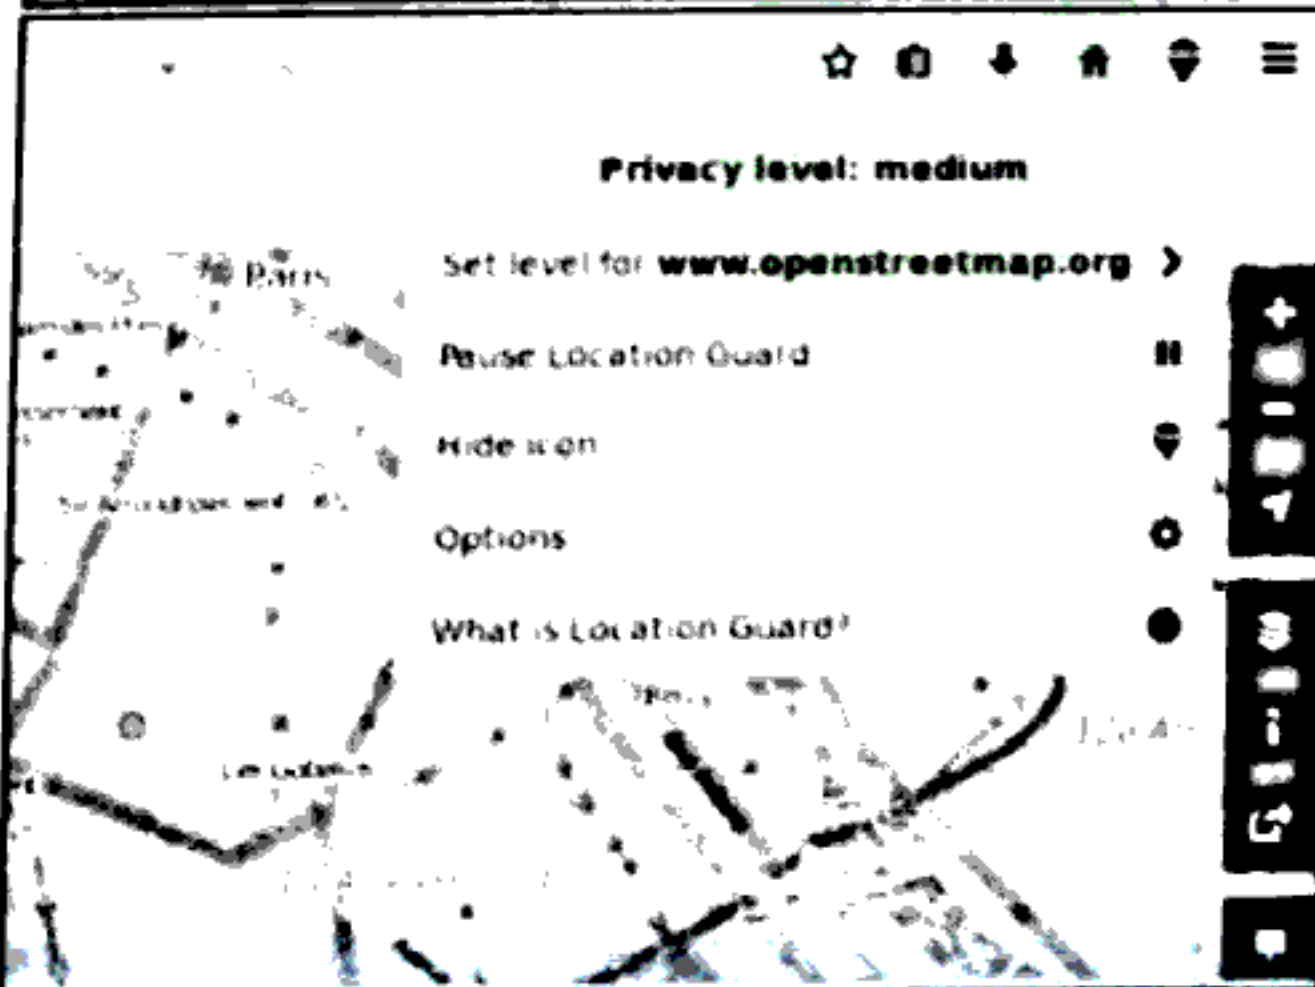 Privacy level: medium
Set level for www.openstreetmap.org
Paris
Pause Location Guard
Hide icon
Options
What is Location Guard?